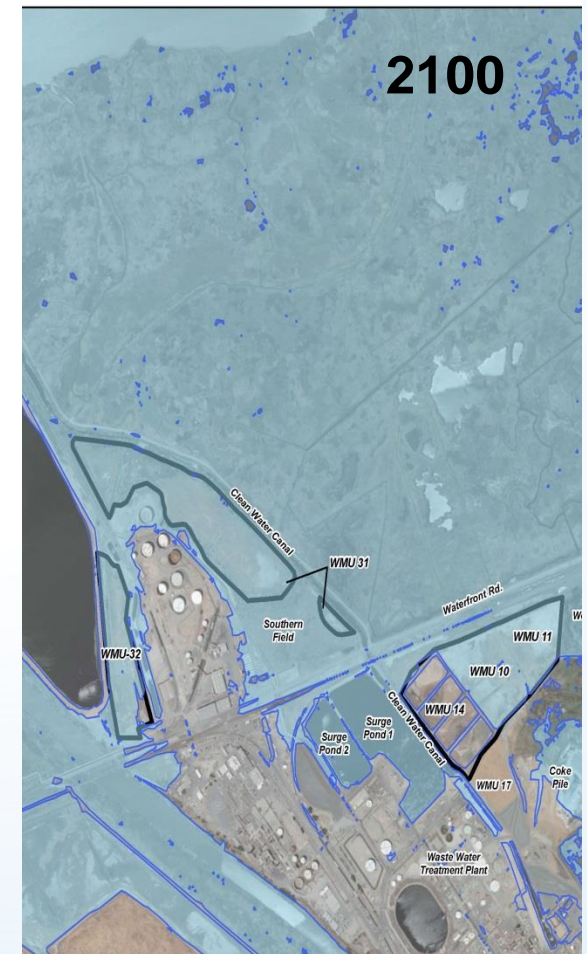 2100
Clean Water Canal
WMU 31
Waterfront Rd.
Southern
Field
WMU 11
WMU-32
WMU 10
WMU 14
Clean Water Canal
Surge
Pond 1
Surge
Pond 2
WMU 17
Coke
Pile
Waste Water
Treatment Plant